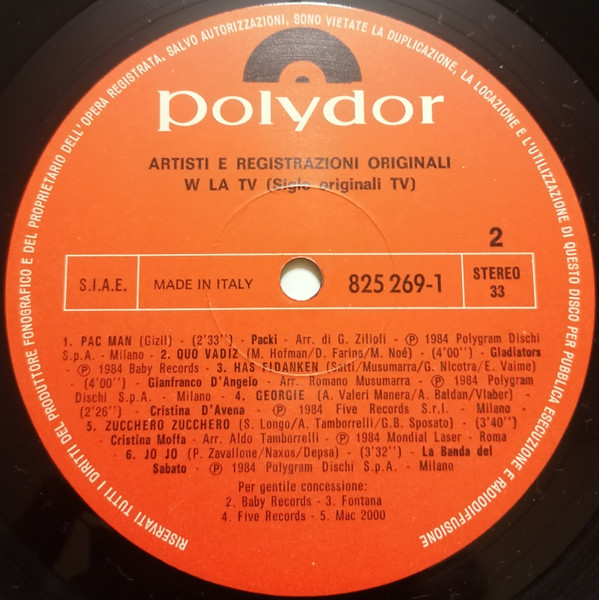 RISERVATI TUTTI I DIRITTI DEL PRODUTTORE FONOGRAFICO E DEL PROPRIETARIO DELL'OPERA REGISTRATA. SALVO AUTORIZZAZIONI, SONO VIETATE LA DUPLICAZIONE, LA LOCAZIONE E L'UTILIZZAZIONE DI QUESTO DISCO PER PUBBLICA ESECUZIONE E RADIODIFFUSIONE
polydor
ARTISTI E REGISTRAZIONI ORIGINALI
W LA TV (Sigle originali TV)
2
S.I.A.E.
MADE IN ITALY
825 269-1
STEREO
33
1. PAC MAN (Gizil) - (2'33'') - Packi - Arr. di G. Zilioli - ℗ 1984 Polygram Dischi
S.p.A. - Milano - 2. QUO VADIZ (M. Hofman/D. Farina/M. Noé) - (4'00'') - Gladiators
- ℗ 1984 Baby Records - 3. HAS FIDANKEN (Saiti/Musumarra/G. Nicotra/E. Vaime)
(4'00'') - Gianfranco D'Angelo - Arr. Romano Musumarra - ℗ 1984 Polygram
Dischi S.p.A. - Milano - 4. GEORGIE (A. Valeri Manera/A. Baldan/Vlaber) -
(2'26'') - Cristina D'Avena - ℗ 1984 Five Records S.r.l. - Milano -
5. ZUCCHERO ZUCCHERO (S. Longo/A. Tamborrelli/G.B. Sposato) - (3'40'')
Cristina Moffa - Arr. Aldo Tamborrelli - ℗ 1984 Mondial Laser - Roma
- 6. JO JO (P. Zavallone/Naxos/Depsa) - (3'32'') - La Banda del
Sabato - ℗ 1984 Polygram Dischi S.p.A. - Milano
Per gentile concessione:
2. Baby Records - 3. Fontana
4. Five Records - 5. Mac 2000